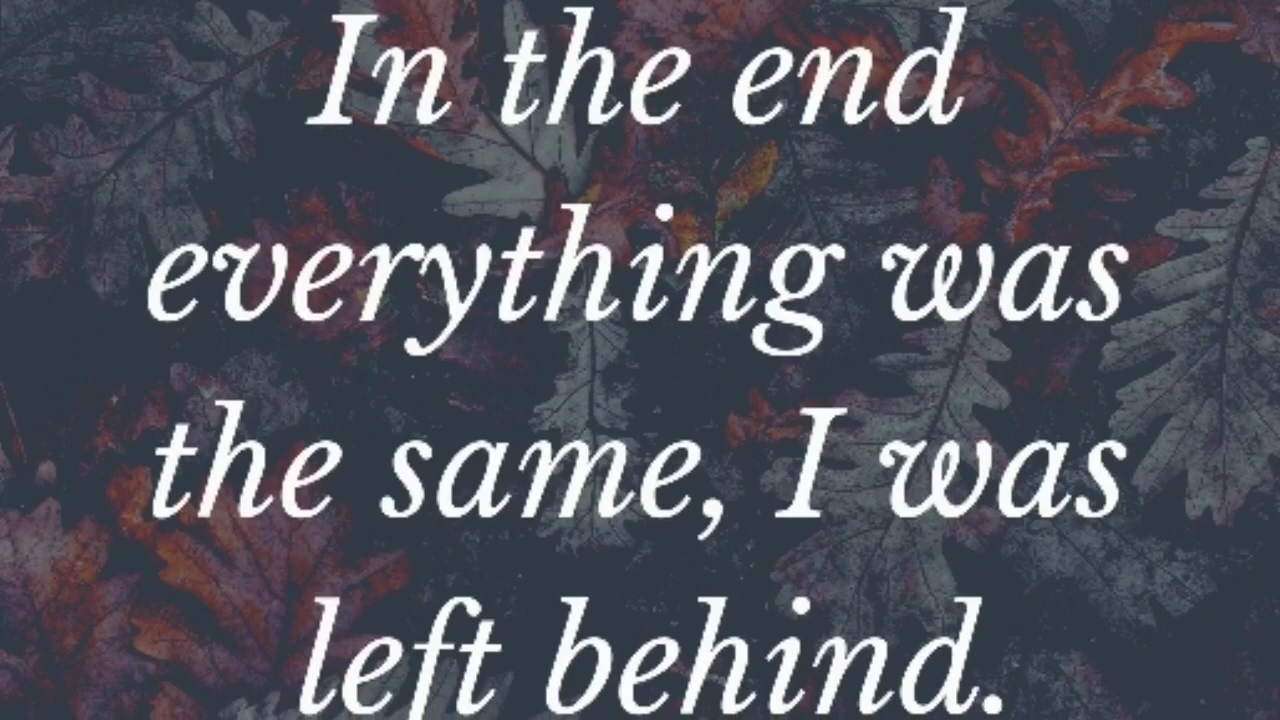 In the end
everything was
the same, I was
left behind.